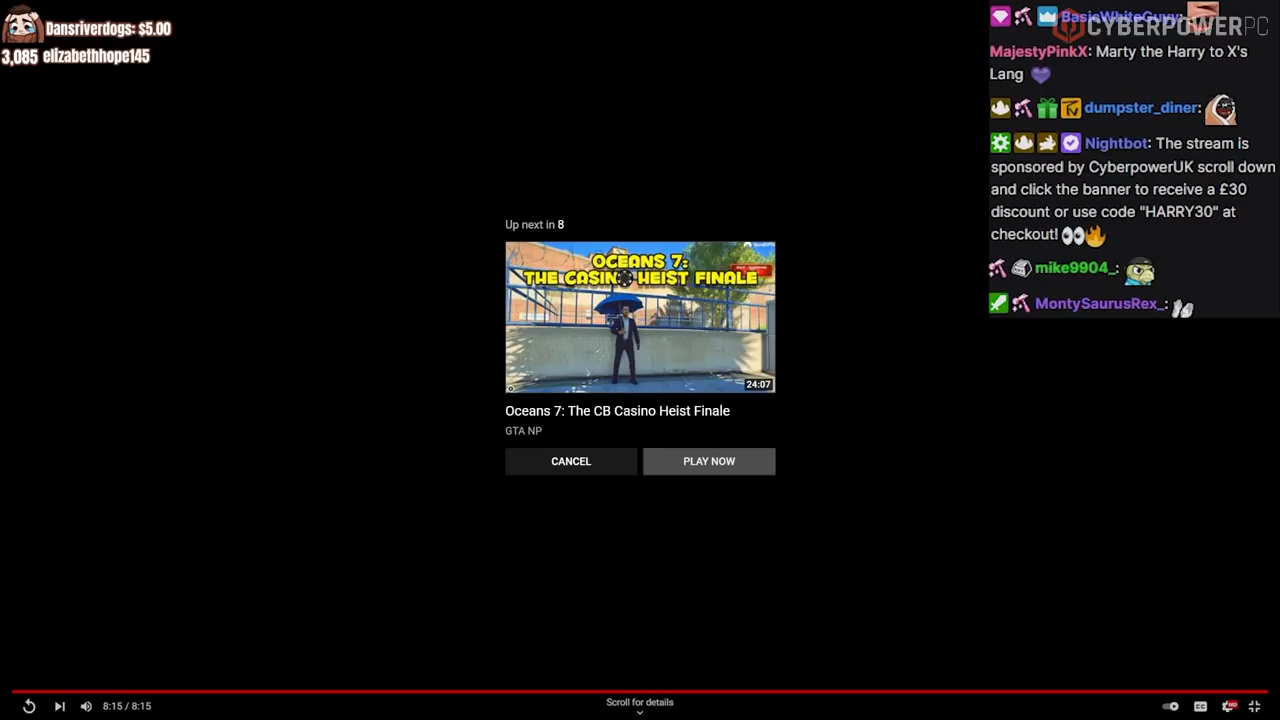 Dansriverdogs: $5.00
3,085 elizabethhope145
BasicWhiteGuyy:
CYBERPOWERPC
MajestyPinkX: Marty the Harry to X's
Lang
dumpster_diner:
Nightbot: The stream is
sponsored by CyberpowerUK scroll down
and click the banner to receive a £30
discount or use code "HARRY30" at
checkout!
mike9904_:
MontySaurusRex_:
Up next in 8
OCEANS 7:
THE CASINO HEIST FINALE
24:07
Oceans 7: The CB Casino Heist Finale
GTA NP
CANCEL
PLAY NOW
8:15 / 8:15
Scroll for details
CC
HD